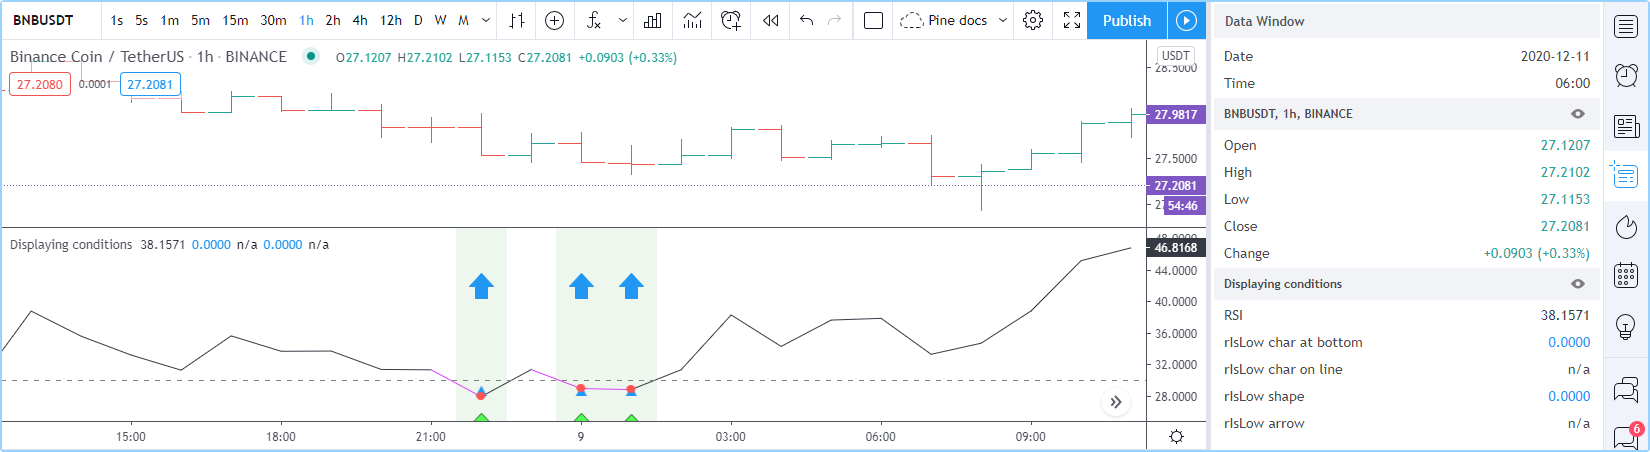 BNBUSDT 1s 5s 1m 5m 15m 30m 1h 2h 4h 12h D W M Pine docs Publish
Binance Coin / TetherUS · 1h · BINANCE O27.1207 H27.2102 L27.1153 C27.2081 +0.0903 (+0.33%)
27.2080 0.0001 27.2081
USDT
28.5000
27.9817
27.5000
27.2081
54:46
Displaying conditions 38.1571 0.0000 n/a 0.0000 n/a
48.0000
46.8168
44.0000
40.0000
36.0000
32.0000
28.0000
15:00 18:00 21:00 9 03:00 06:00 09:00
Data Window
Date 2020-12-11
Time 06:00
BNBUSDT, 1h, BINANCE
Open 27.1207
High 27.2102
Low 27.1153
Close 27.2081
Change +0.0903 (+0.33%)
Displaying conditions
RSI 38.1571
rIsLow char at bottom 0.0000
rIsLow char on line n/a
rIsLow shape 0.0000
rIsLow arrow n/a
6